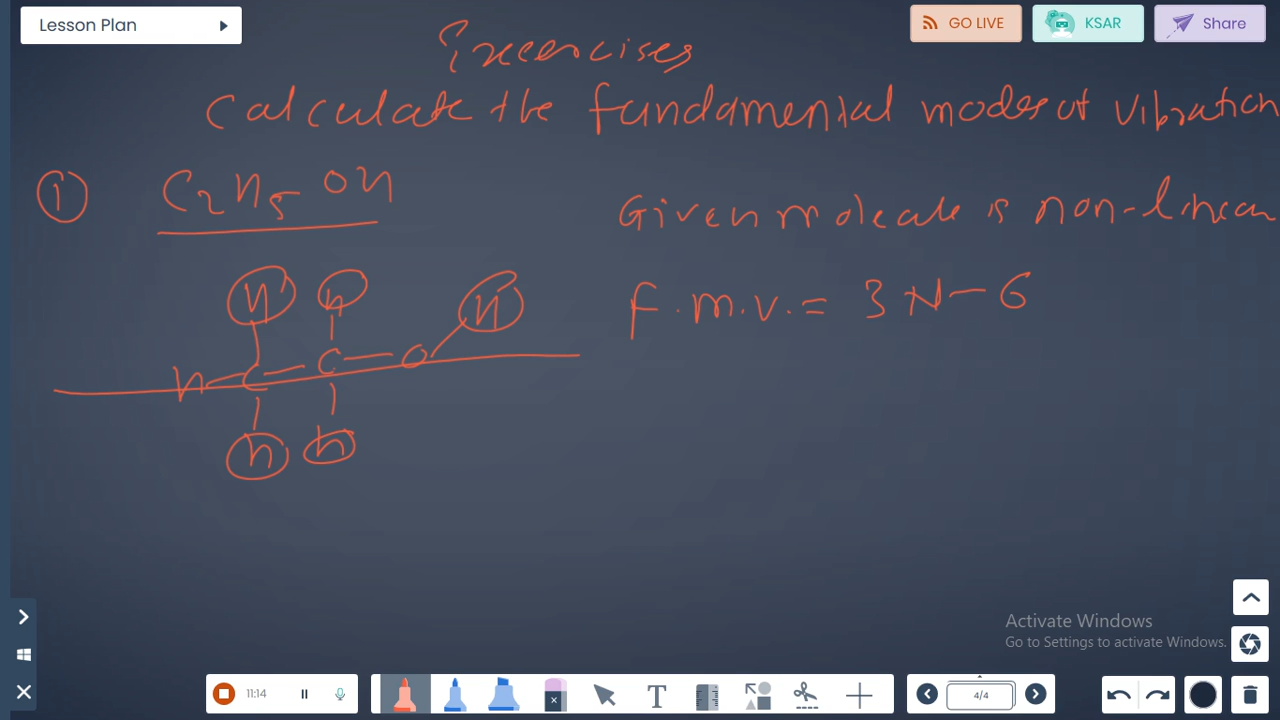 Lesson Plan
GO LIVE
KSAR
Share
Excercises
Calculate the fundamental modes of vibration
① C2H5OH
Given molecule is non-linear
H H H
F.M.V. = 3N-6
H-C-C-O
H H
Activate Windows
Go to Settings to activate Windows.
11:14
T
4/4